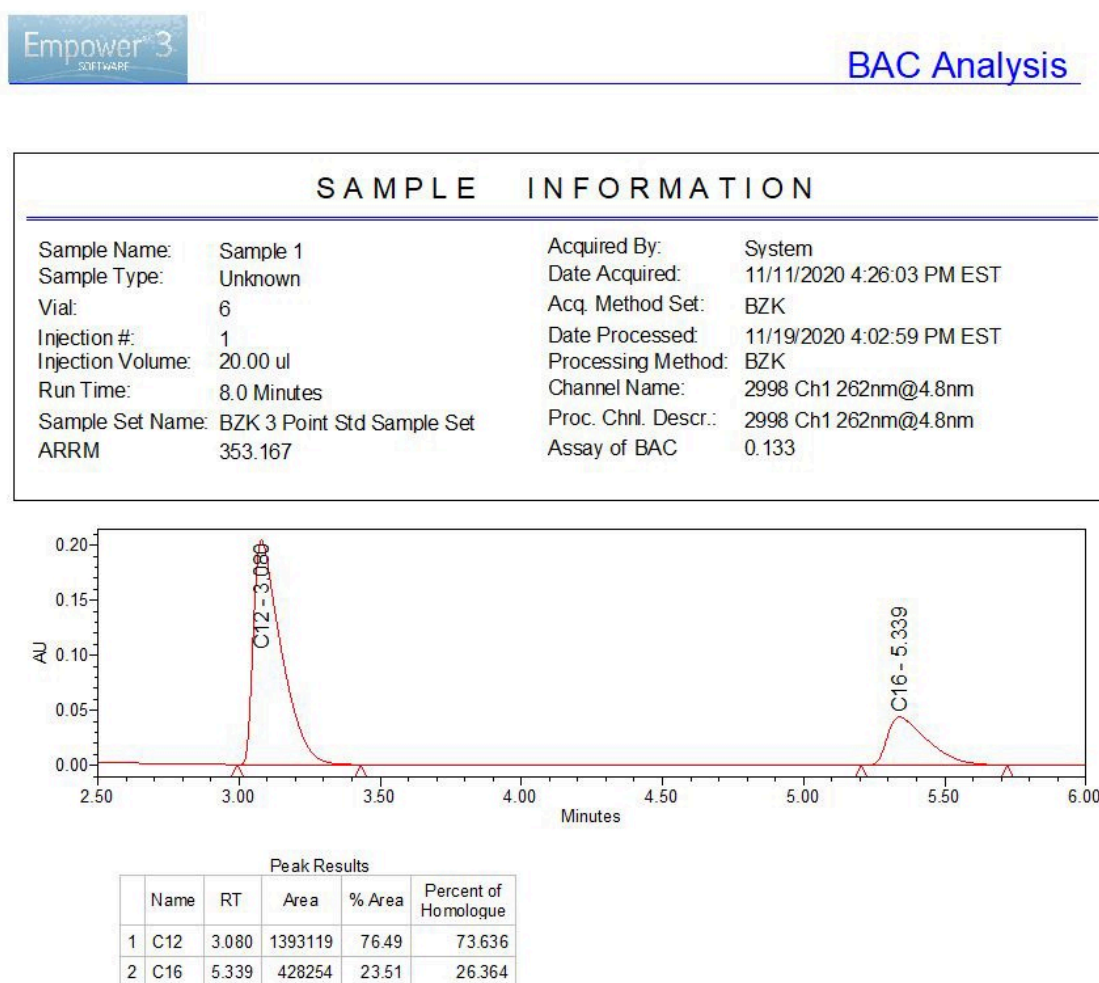 Empower 3
SOFTWARE
BAC Analysis
SAMPLE INFORMATION
Sample Name: Sample 1
Sample Type: Unknown
Vial: 6
Injection #: 1
Injection Volume: 20.00 ul
Run Time: 8.0 Minutes
Sample Set Name: BZK 3 Point Std Sample Set
ARRM 353.167
Acquired By: System
Date Acquired: 11/11/2020 4:26:03 PM EST
Acq. Method Set: BZK
Date Processed: 11/19/2020 4:02:59 PM EST
Processing Method: BZK
Channel Name: 2998 Ch1 262nm@4.8nm
Proc. Chnl. Descr.: 2998 Ch1 262nm@4.8nm
Assay of BAC 0.133
AU
0.20
0.15
0.10
0.05
0.00
C12 - 3.080
C16 - 5.339
2.50 3.00 3.50 4.00 4.50 5.00 5.50 6.00
Minutes
Peak Results
Name RT Area % Area Percent of Homologue
1 C12 3.080 1393119 76.49 73.636
2 C16 5.339 428254 23.51 26.364